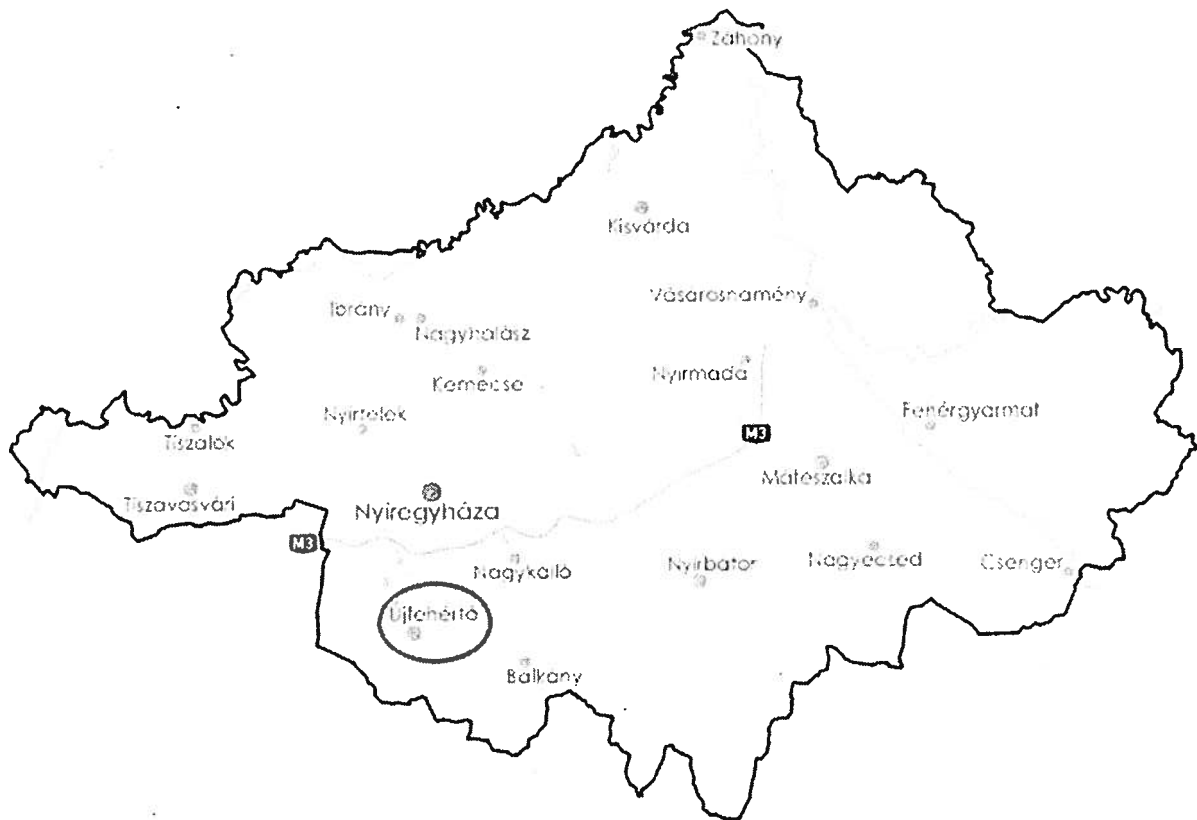 Záhony
Kisvárda
Vásárosnamény
Ibrány
Nagyhalász
Nyírmada
Kemecse
Fehérgyarmat
Nyírtelek
Tiszalök
M3
Mátészalka
Tiszavasvári
Nyíregyháza
M3
Nagykálló
Nyírbátor
Nagyecsed
Csenger
Újfehértó
Balkány